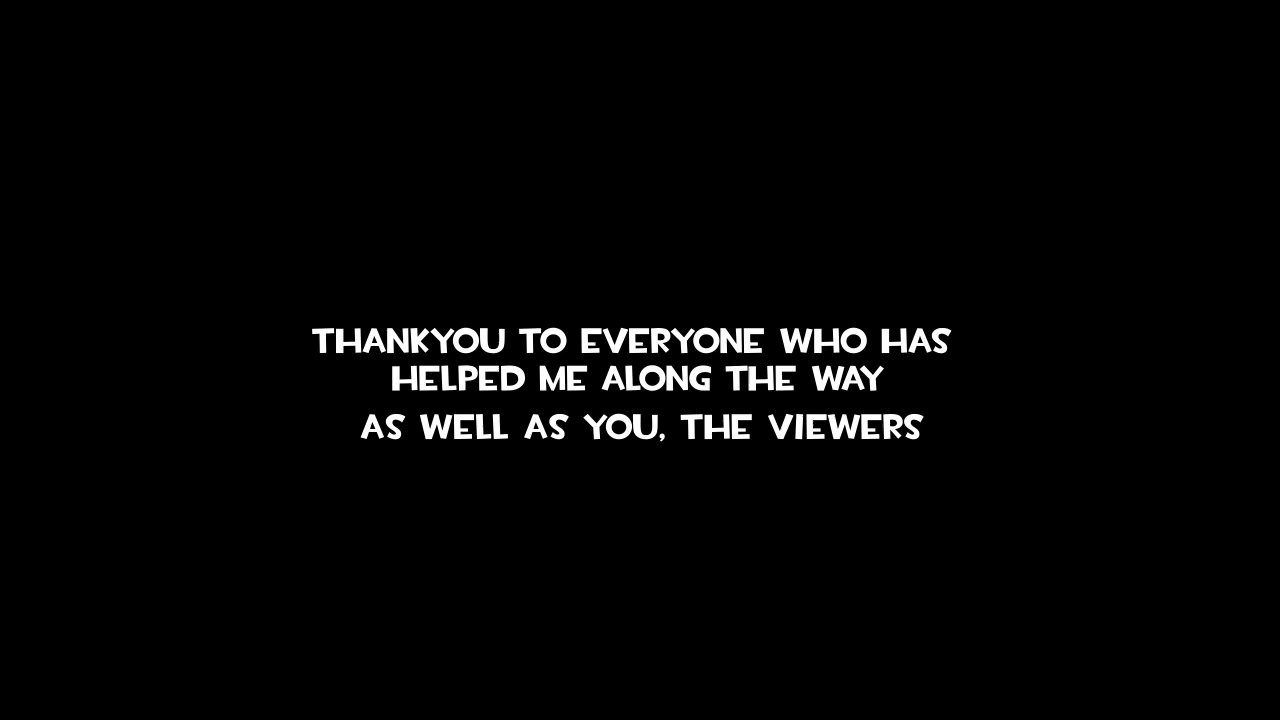 THANKYOU TO EVERYONE WHO HAS
HELPED ME ALONG THE WAY
AS WELL AS YOU, THE VIEWERS